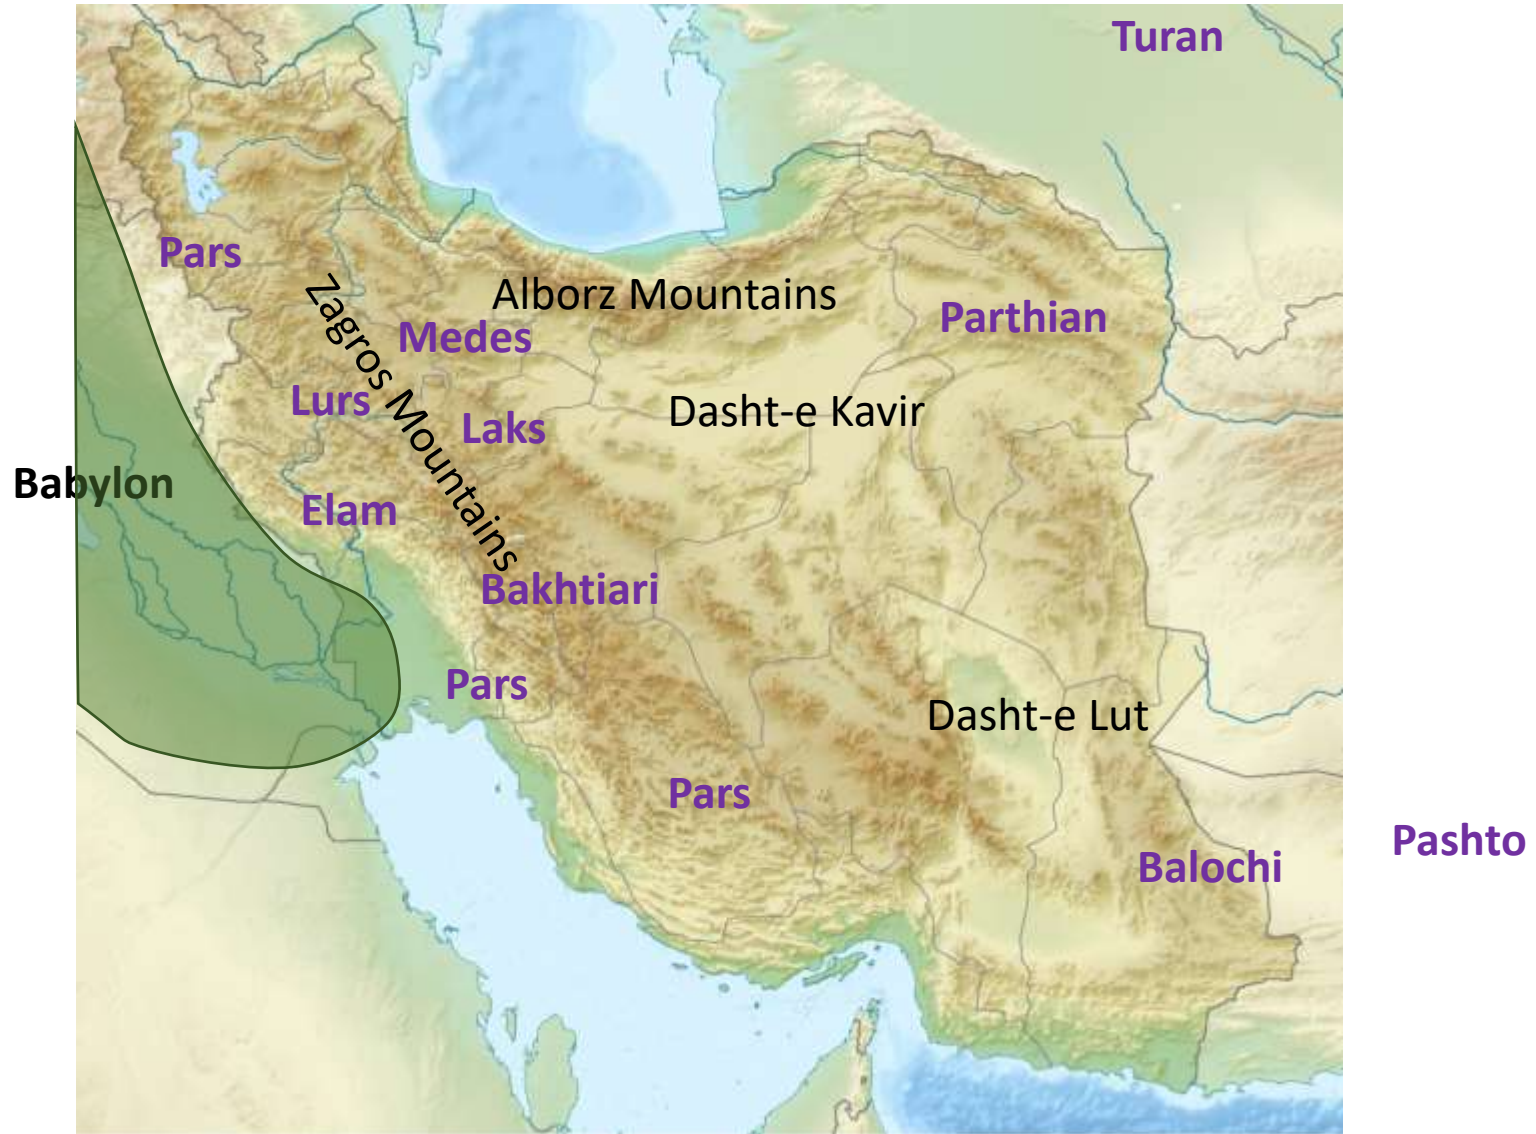 Turan
Pars
Alborz Mountains
Zagros Mountains
Medes
Parthian
Lurs
Laks
Dasht-e Kavir
Babylon
Elam
Bakhtiari
Pars
Dasht-e Lut
Pars
Balochi
Pashto